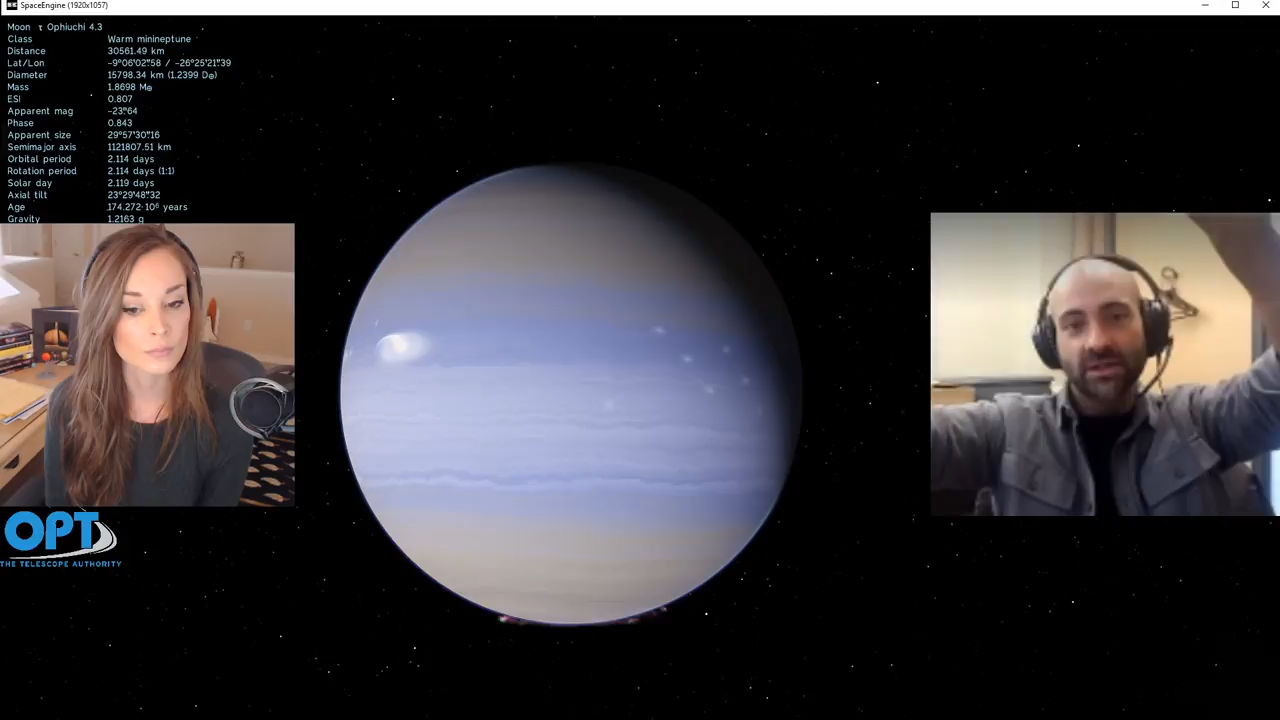 SpaceEngine (1920x1057)
Moon τ Ophiuchi 4.3
Class Warm minineptune
Distance 30561.49 km
Lat/Lon -9°06'02"58 / -26°25'21"39
Diameter 15798.34 km (1.2399 D⊕)
Mass 1.8698 M⊕
ESI 0.807
Apparent mag -23ᵐ64
Phase 0.843
Apparent size 29°57'30"16
Semimajor axis 1121807.51 km
Orbital period 2.114 days
Rotation period 2.114 days (1:1)
Solar day 2.119 days
Axial tilt 23°29'48"32
Age 174.272·10⁶ years
Gravity 1.2163 g
OPT
THE TELESCOPE AUTHORITY